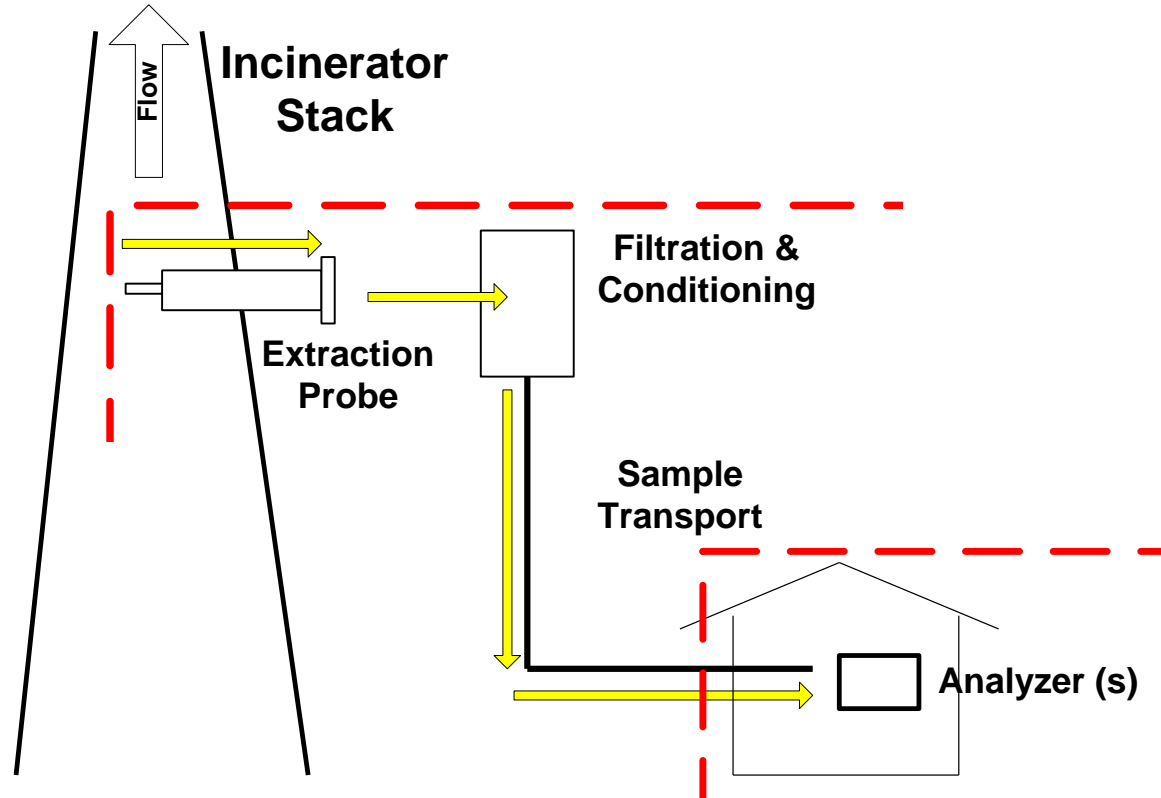 Incinerator
Stack
Flow
Filtration &
Conditioning
Extraction
Probe
Sample
Transport
Analyzer (s)